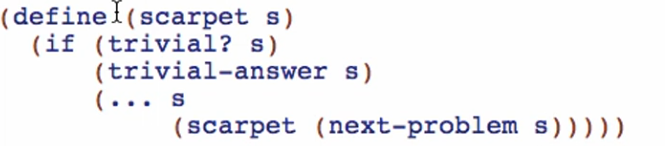 (define (scarpet s)
(if (trivial? s)
(trivial-answer s)
(... s
(scarpet (next-problem s)))))